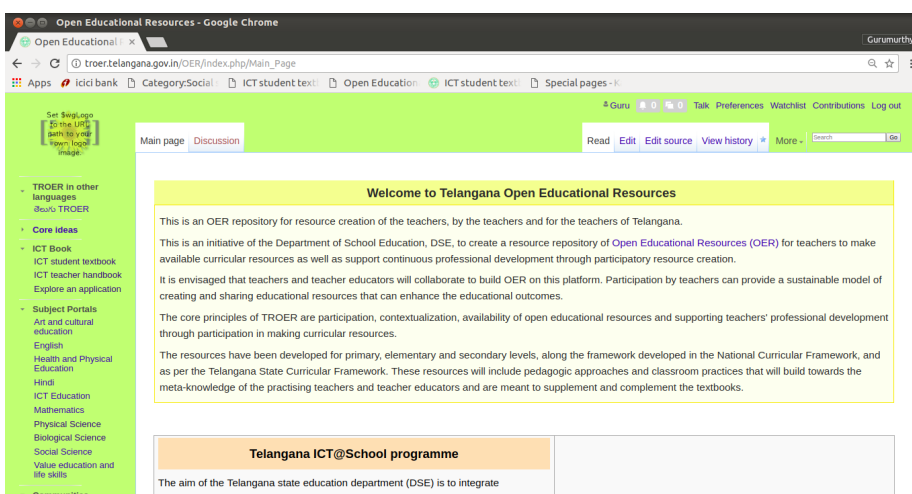 Open Educational Resources - Google Chrome
Open Educational R
Gurumurthy
troer.telangana.gov.in/OER/index.php/Main_Page
Apps icici bank Category:Social ICT student text Open Education ICT student text Special pages - K
Guru 0 0 Talk Preferences Watchlist Contributions Log out
Set $wgLogo
to the URL
path to your
own logo
image.
Main page Discussion
Read Edit Edit source View history More Search Go
TROER in other
languages
తెలుగు TROER
Core ideas
ICT Book
ICT student textbook
ICT teacher handbook
Explore an application
Subject Portals
Art and cultural
education
English
Health and Physical
Education
Hindi
ICT Education
Mathematics
Physical Science
Biological Science
Social Science
Value education and
life skills
Welcome to Telangana Open Educational Resources
This is an OER repository for resource creation of the teachers, by the teachers and for the teachers of Telangana.
This is an initiative of the Department of School Education, DSE, to create a resource repository of Open Educational Resources (OER) for teachers to make
available curricular resources as well as support continuous professional development through participatory resource creation.
It is envisaged that teachers and teacher educators will collaborate to build OER on this platform. Participation by teachers can provide a sustainable model of
creating and sharing educational resources that can enhance the educational outcomes.
The core principles of TROER are participation, contextualization, availability of open educational resources and supporting teachers' professional development
through participation in making curricular resources.
The resources have been developed for primary, elementary and secondary levels, along the framework developed in the National Curricular Framework, and
as per the Telangana State Curricular Framework. These resources will include pedagogic approaches and classroom practices that will build towards the
meta-knowledge of the practising teachers and teacher educators and are meant to supplement and complement the textbooks.
Telangana ICT@School programme
The aim of the Telangana state education department (DSE) is to integrate